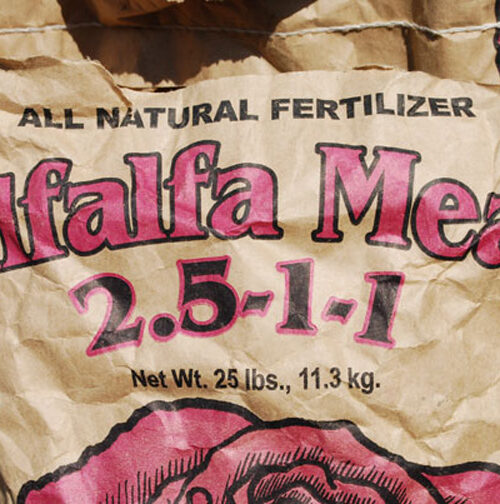 ALL NATURAL FERTILIZER
lfalfa Mea
2.5-1-1
Net Wt. 25 lbs., 11.3 kg.